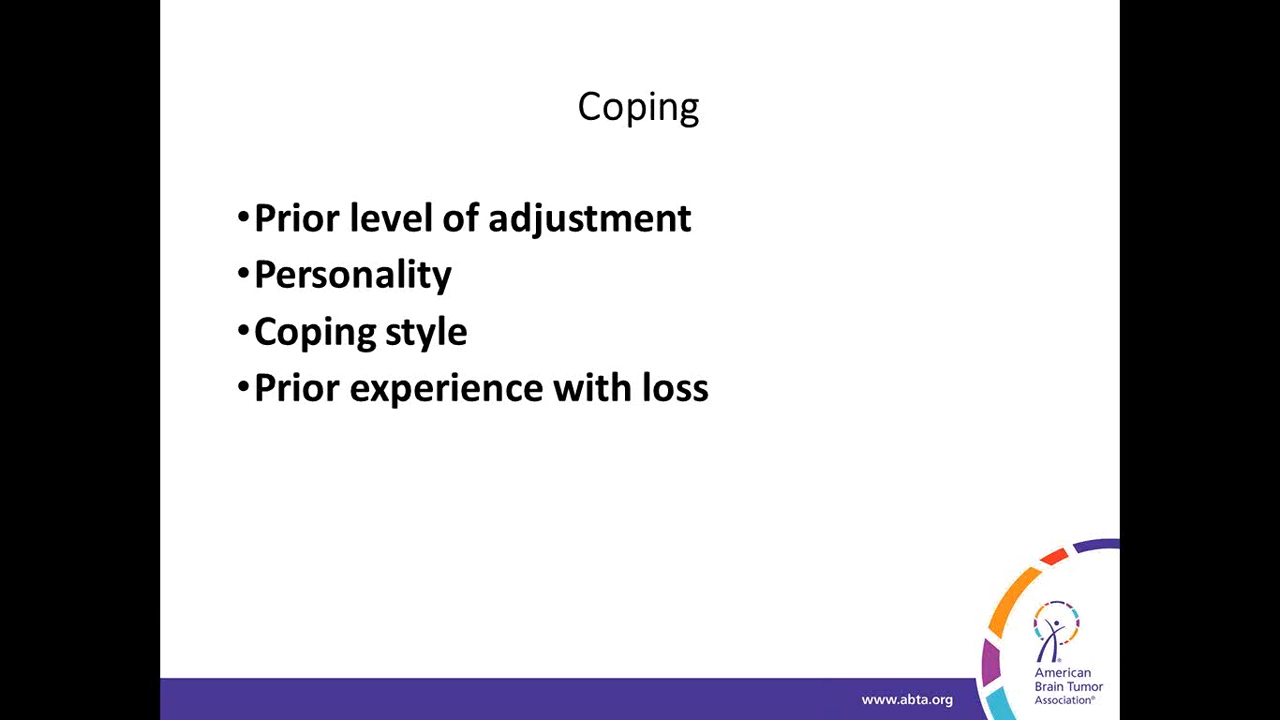 Coping
•Prior level of adjustment
•Personality
•Coping style
•Prior experience with loss
www.abta.org
American
Brain Tumor
Association®